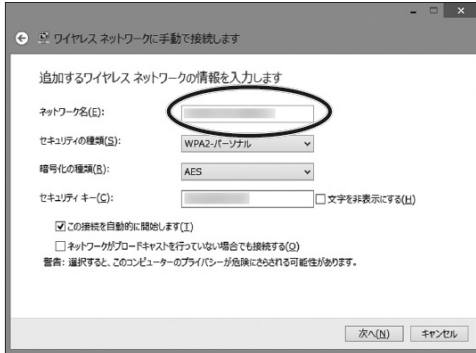 ワイヤレス ネットワークに手動で接続します
追加するワイヤレス ネットワークの情報を入力します
ネットワーク名(E):
セキュリティの種類(S): WPA2-パーソナル
暗号化の種類(R): AES
セキュリティ キー(C): 文字を非表示にする(H)
この接続を自動的に開始します(T)
ネットワークがブロードキャストを行っていない場合でも接続する(O)
警告: 選択すると、このコンピューターのプライバシーが危険にさらされる可能性があります。
次へ(N) キャンセル